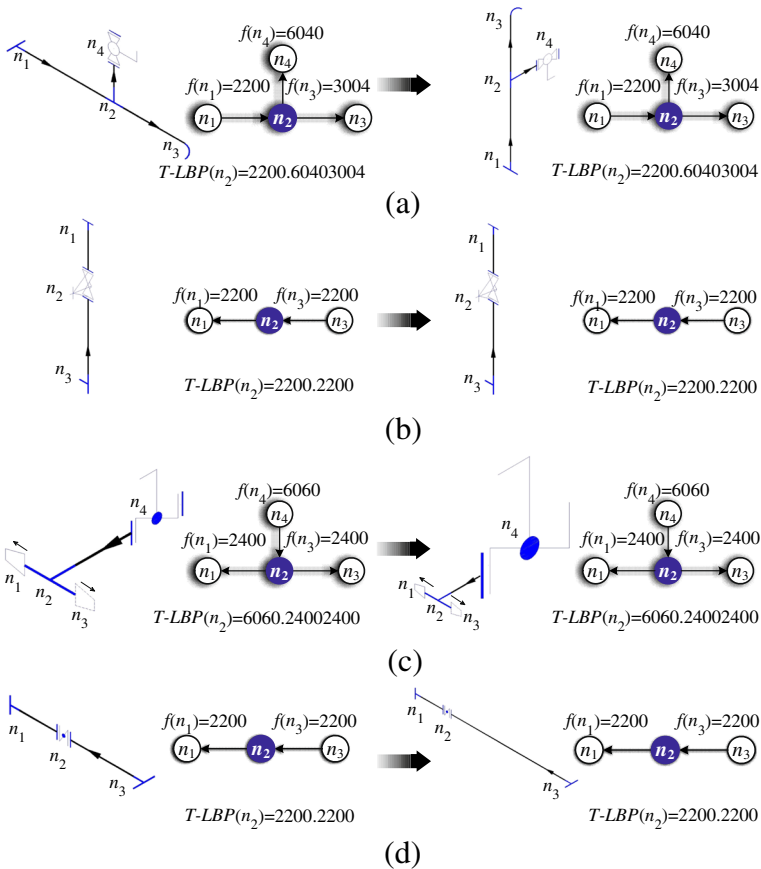 n1
n4
n2
n3
f(n4)=6040
n4
f(n1)=2200
f(n3)=3004
n1
n2
n3
T-LBP(n2)=2200.60403004
n3
n4
n2
n1
f(n4)=6040
n4
f(n1)=2200
f(n3)=3004
n1
n2
n3
T-LBP(n2)=2200.60403004
(a)
n1
n2
n3
f(n1)=2200
f(n3)=2200
n1
n2
n3
T-LBP(n2)=2200.2200
n1
n2
n3
f(n1)=2200
f(n3)=2200
n1
n2
n3
T-LBP(n2)=2200.2200
(b)
n4
n1
n2
n3
f(n4)=6060
n4
f(n1)=2400
f(n3)=2400
n1
n2
n3
T-LBP(n2)=6060.24002400
n4
n1
n2
n3
f(n4)=6060
n4
f(n1)=2400
f(n3)=2400
n1
n2
n3
T-LBP(n2)=6060.24002400
(c)
n1
n2
n3
f(n1)=2200
f(n3)=2200
n1
n2
n3
T-LBP(n2)=2200.2200
n1
n2
n3
f(n1)=2200
f(n3)=2200
n1
n2
n3
T-LBP(n2)=2200.2200
(d)